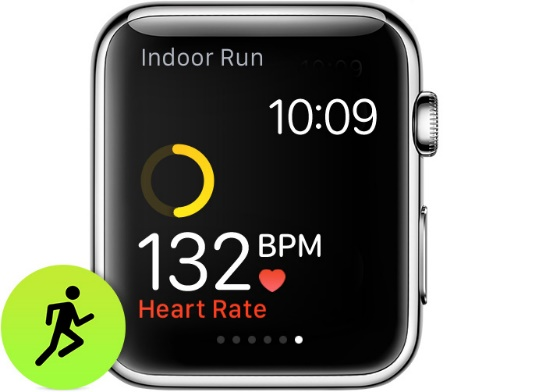 Indoor Run
10:09
132 BPM
Heart Rate